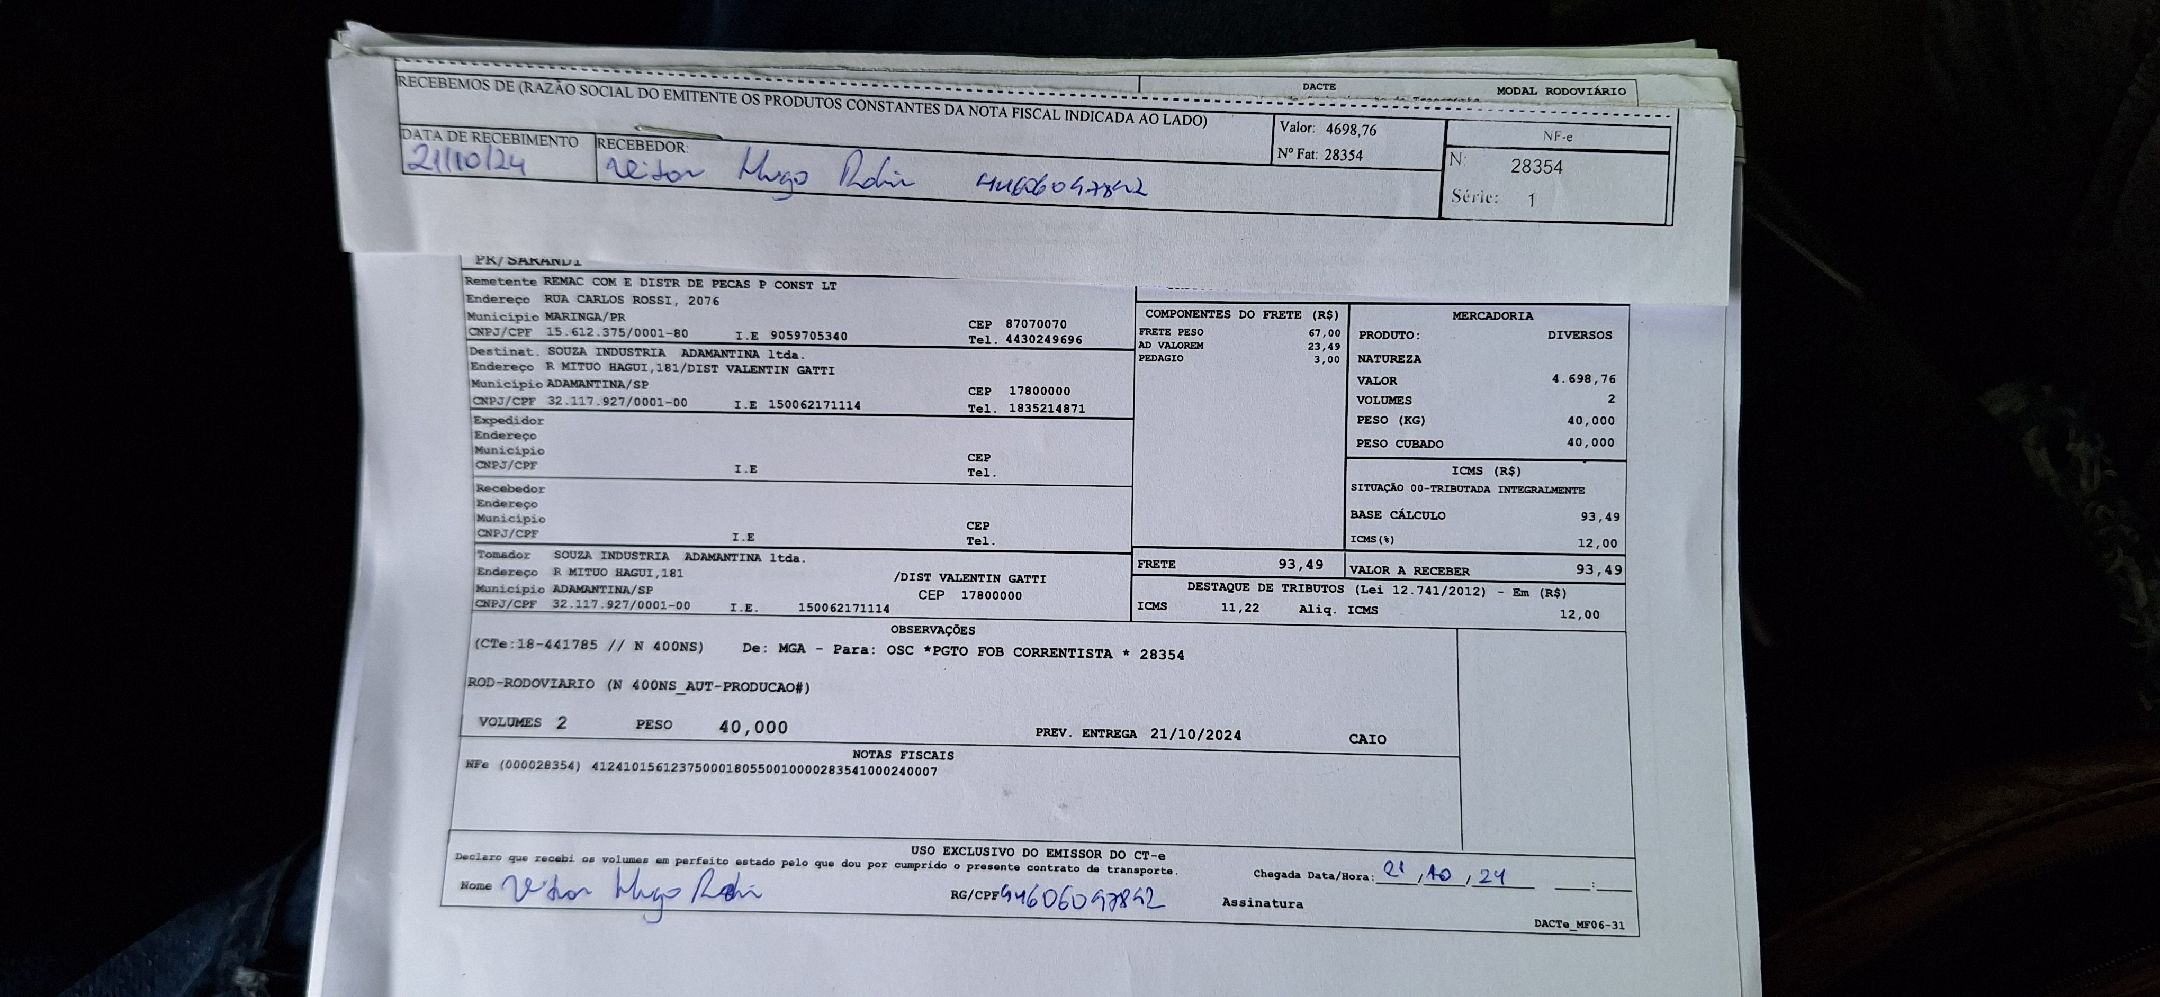 DACTE MODAL RODOVIÁRIO
RECEBEMOS DE (RAZÃO SOCIAL DO EMITENTE OS PRODUTOS CONSTANTES DA NOTA FISCAL INDICADA AO LADO)
Valor: 4698,76
Nº Fat: 28354
NF-e
N: 28354
Série: 1
DATA DE RECEBIMENTO
21/10/24
RECEBEDOR:
Hugo
PR/SARANDI
Remetente REMAC COM E DISTR DE PECAS P CONST LT
Endereço RUA CARLOS ROSSI, 2076
Município MARINGA/PR CEP 87070070
CNPJ/CPF 15.612.375/0001-80 I.E 9059705340 Tel. 4430249696
Destinat. SOUZA INDUSTRIA ADAMANTINA ltda.
Endereço R MITUO HAGUI,181/DIST VALENTIN GATTI
Município ADAMANTINA/SP CEP 17800000
CNPJ/CPF 32.117.927/0001-00 I.E 150062171114 Tel. 1835214871
Expedidor
Endereço
Município CEP
CNPJ/CPF I.E Tel.
Recebedor
Endereço
Município CEP
CNPJ/CPF I.E Tel.
Tomador SOUZA INDUSTRIA ADAMANTINA ltda.
Endereço R MITUO HAGUI,181 /DIST VALENTIN GATTI
Município ADAMANTINA/SP CEP 17800000
CNPJ/CPF 32.117.927/0001-00 I.E. 150062171114
COMPONENTES DO FRETE (R$)
FRETE PESO 67,00
AD VALOREM 23,49
PEDAGIO 3,00
FRETE 93,49
MERCADORIA
PRODUTO: DIVERSOS
NATUREZA
VALOR 4.698,76
VOLUMES 2
PESO (KG) 40,000
PESO CUBADO 40,000
ICMS (R$)
SITUAÇÃO 00-TRIBUTADA INTEGRALMENTE
BASE CÁLCULO 93,49
ICMS(%) 12,00
VALOR A RECEBER 93,49
DESTAQUE DE TRIBUTOS (Lei 12.741/2012) - Em (R$)
ICMS 11,22 Aliq. ICMS 12,00
OBSERVAÇÕES
(CTe:18-441785 // N 400NS) De: MGA - Para: OSC *PGTO FOB CORRENTISTA * 28354
ROD-RODOVIARIO (N 400NS_AUT-PRODUCAO#)
VOLUMES 2 PESO 40,000 PREV. ENTREGA 21/10/2024 CAIO
NOTAS FISCAIS
NFe (000028354) 41241015612375000180550010000283541000240007
USO EXCLUSIVO DO EMISSOR DO CT-e
Declaro que recebi os volumes em perfeito estado pelo que dou por cumprido o presente contrato de transporte.
Chegada Data/Hora: 21,10,24 __:__
Nome Hugo RG/CPF Assinatura
DACTe_MF06-31